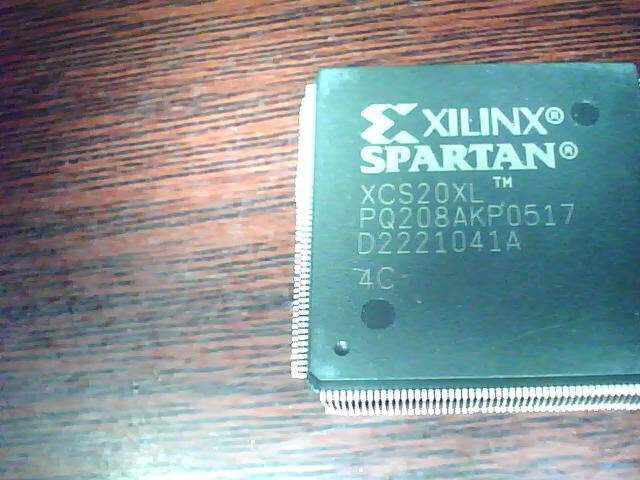 XILINX®
SPARTAN®
XCS20XL™
PQ208AKP0517
D2221041A
4C